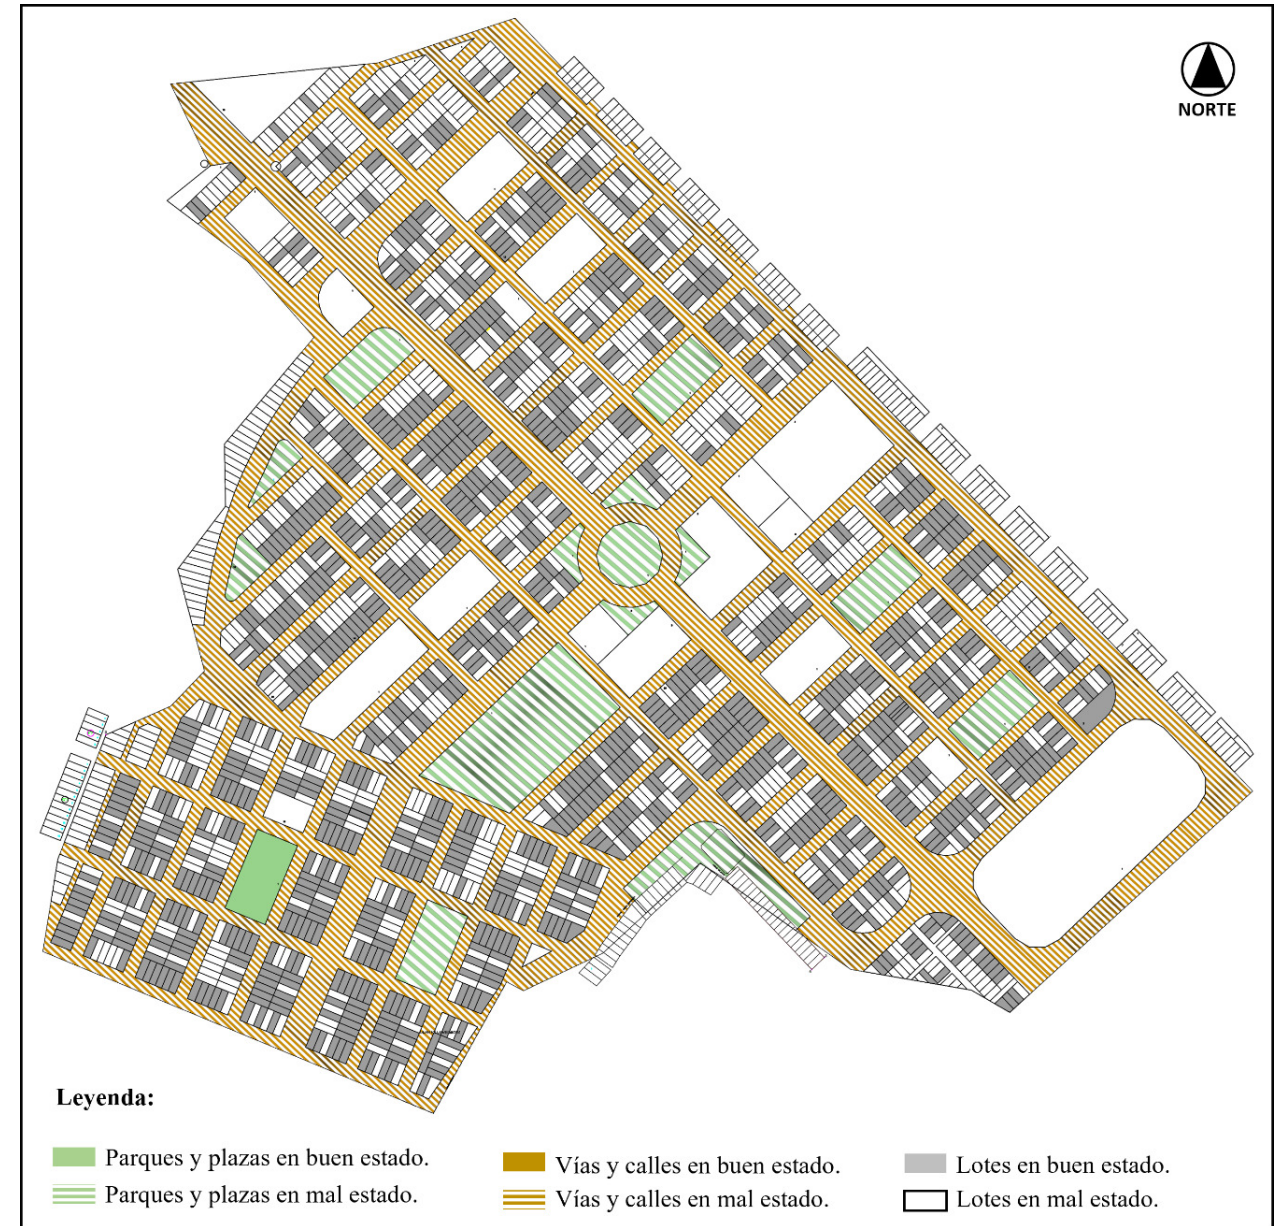 NORTE
Leyenda:
Parques y plazas en buen estado.
Vías y calles en buen estado.
Lotes en buen estado.
Parques y plazas en mal estado.
Vías y calles en mal estado.
Lotes en mal estado.